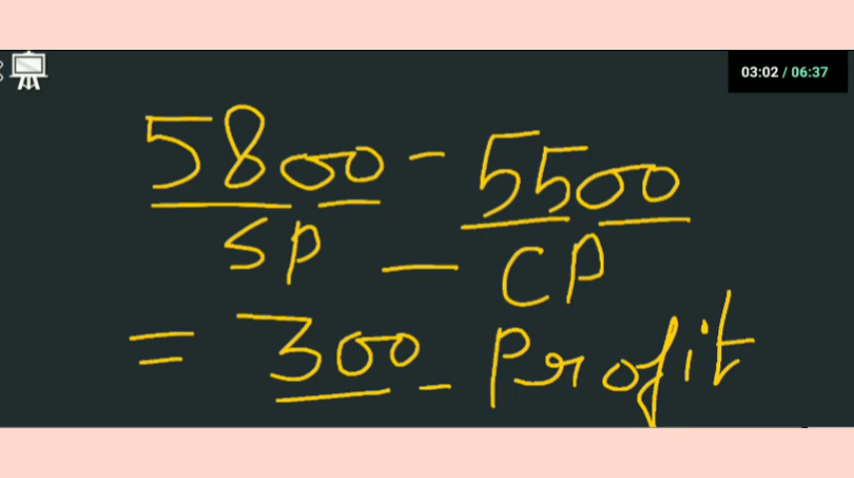 03:02 / 06:37
5800 - 5500
SP - CP
= 300 - Profit